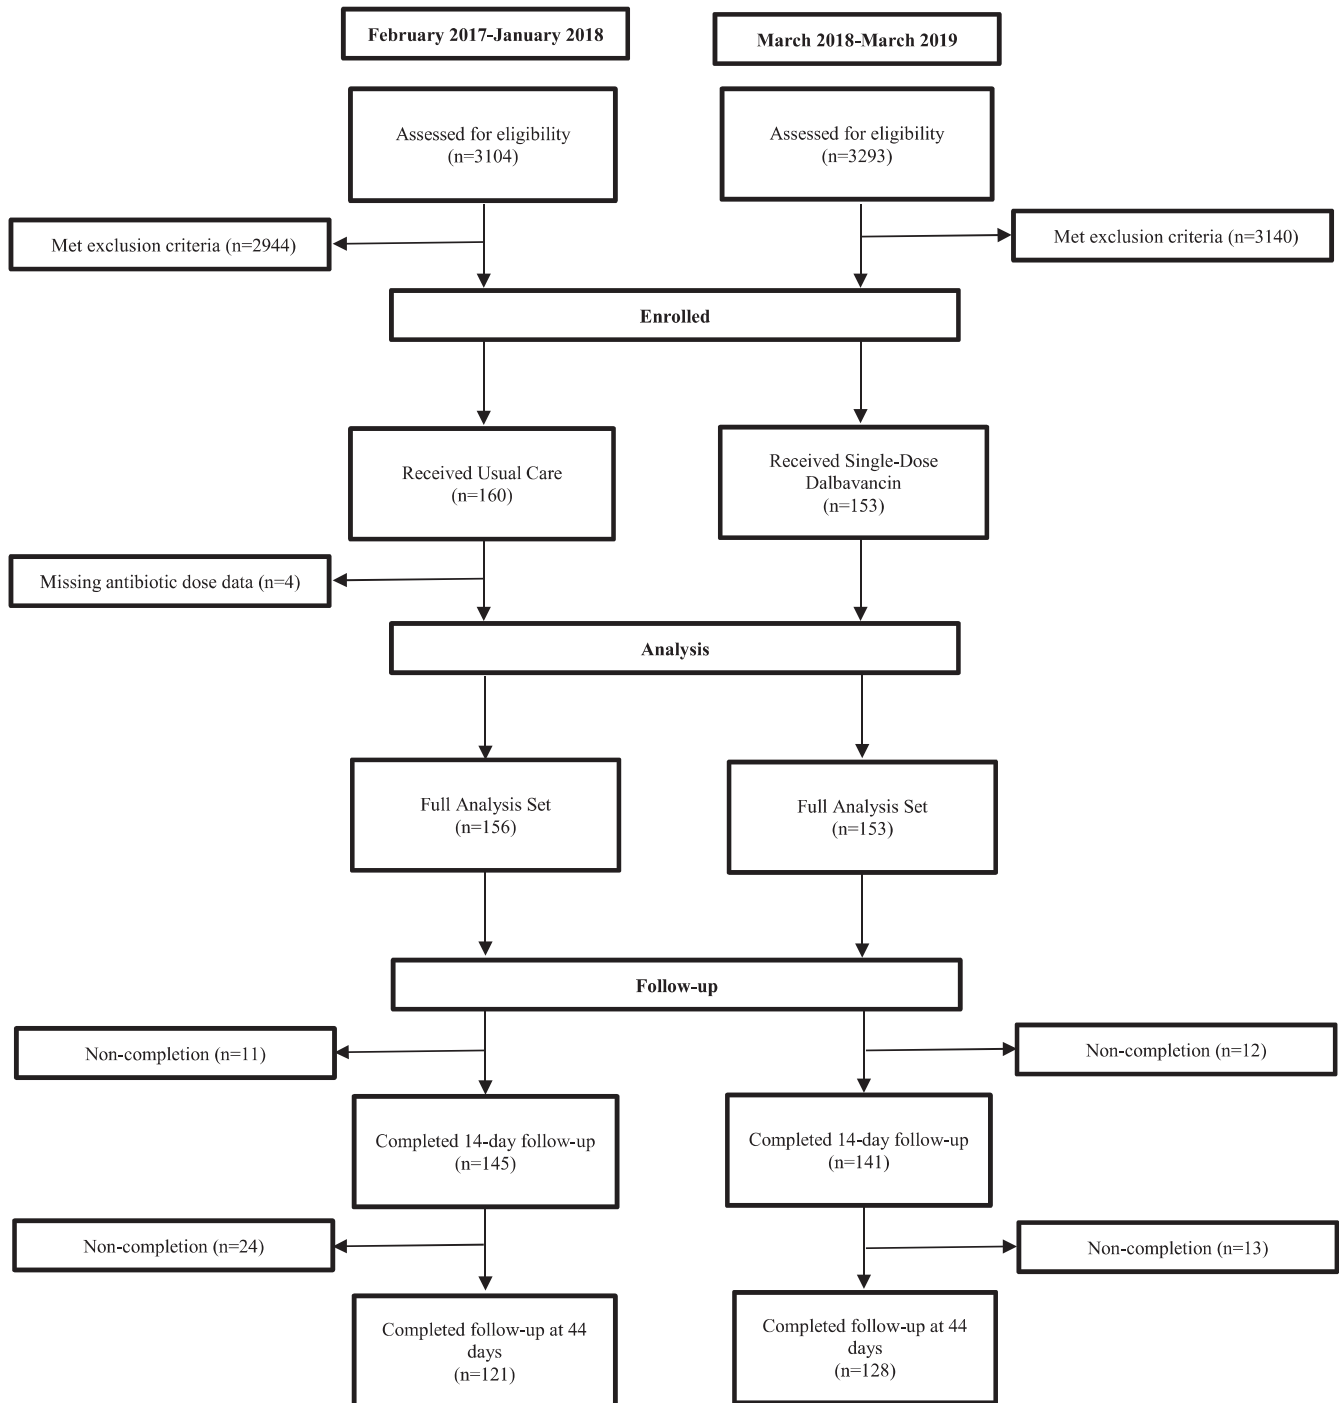 February 2017-January 2018
March 2018-March 2019
Assessed for eligibility
(n=3104)
Assessed for eligibility
(n=3293)
Met exclusion criteria (n=2944)
Met exclusion criteria (n=3140)
Enrolled
Received Usual Care
(n=160)
Received Single-Dose
Dalbavancin
(n=153)
Missing antibiotic dose data (n=4)
Analysis
Full Analysis Set
(n=156)
Full Analysis Set
(n=153)
Follow-up
Non-completion (n=11)
Non-completion (n=12)
Completed 14-day follow-up
(n=145)
Completed 14-day follow-up
(n=141)
Non-completion (n=24)
Non-completion (n=13)
Completed follow-up at 44
days
(n=121)
Completed follow-up at 44
days
(n=128)